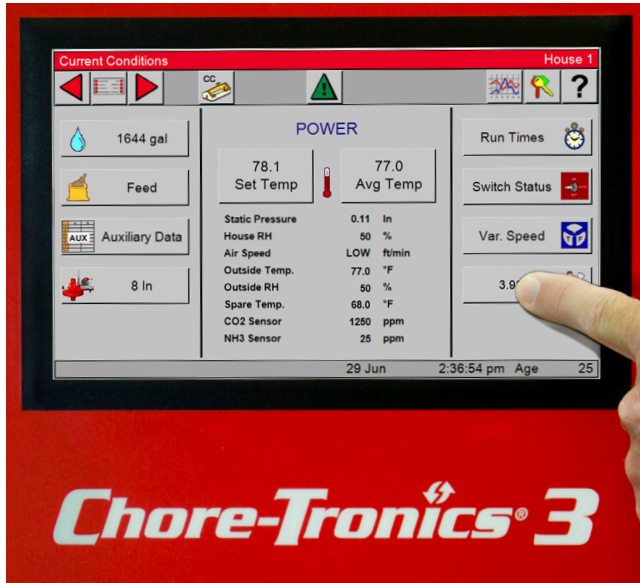 Current Conditions House 1
CC
?
1644 gal
Feed
AUX Auxiliary Data
8 In
POWER
78.1
Set Temp
77.0
Avg Temp
Static Pressure 0.11 In
House RH 50 %
Air Speed LOW ft/min
Outside Temp. 77.0 °F
Outside RH 50 %
Spare Temp. 68.0 °F
CO2 Sensor 1250 ppm
NH3 Sensor 25 ppm
Run Times
Switch Status
Var. Speed
3.9
29 Jun 2:36:54 pm Age 25
Chore-Tronics® 3